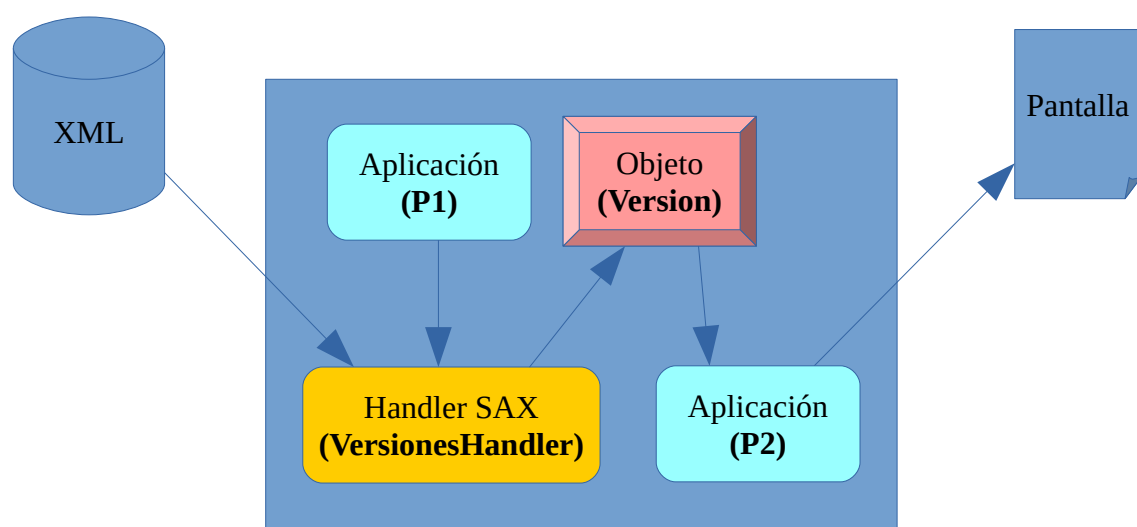 XML
Aplicación
(P1)
Objeto
(Version)
Pantalla
Handler SAX
(VersionesHandler)
Aplicación
(P2)